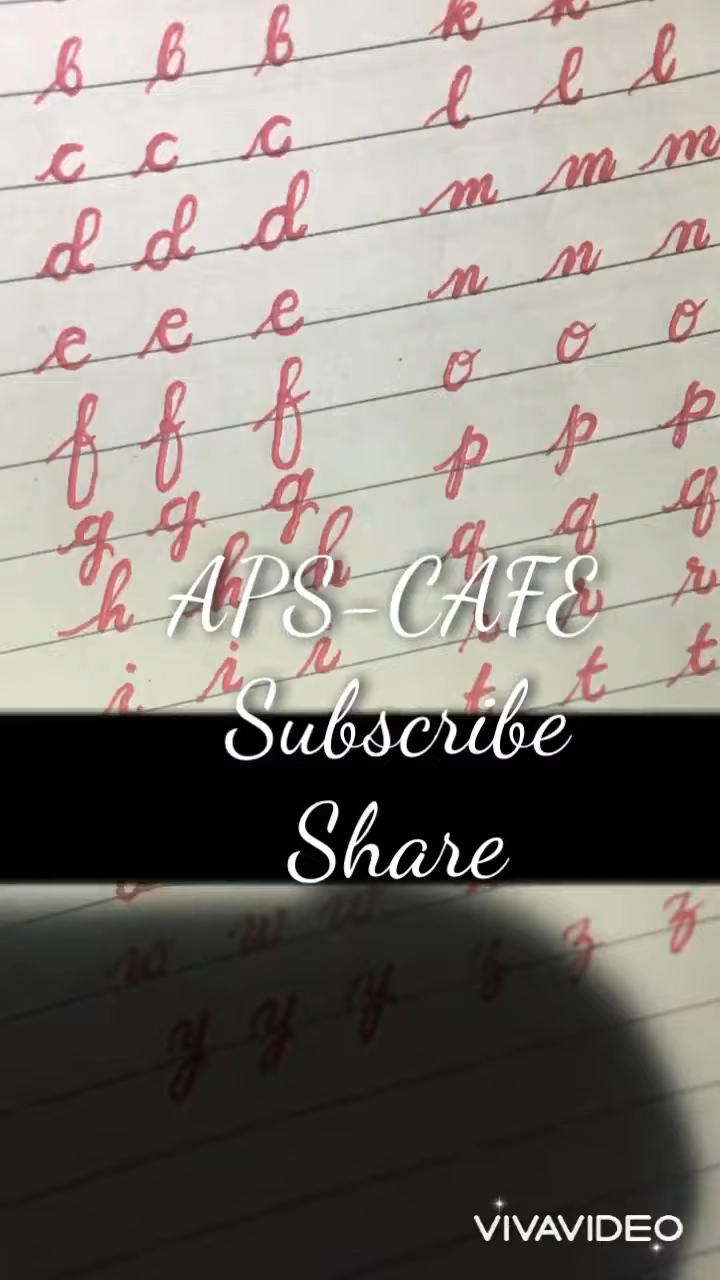 b b b k k
c c c l l l
d d d m m m
e e e n n n
f f f o o o
g g g p p p
h h h q q q
i i i r r r
t t t
APS-CAFE
Subscribe
Share
w w w z z z
y y y
VIVAVIDEO